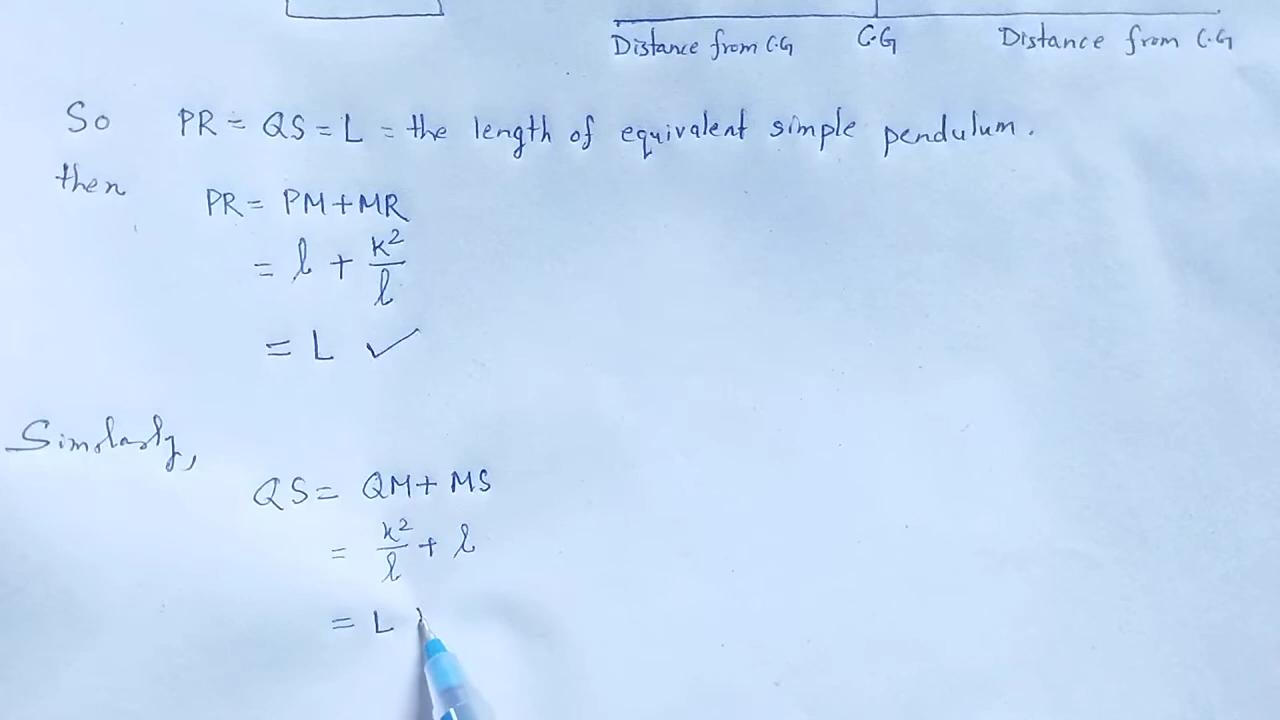 Distance from C.G C.G Distance from C.G
So PR = QS = L = the length of equivalent simple pendulum.
then
PR = PM + MR
= l + k²/l
= L ✓
Similarly,
QS = QM + MS
= k²/l + l
= L